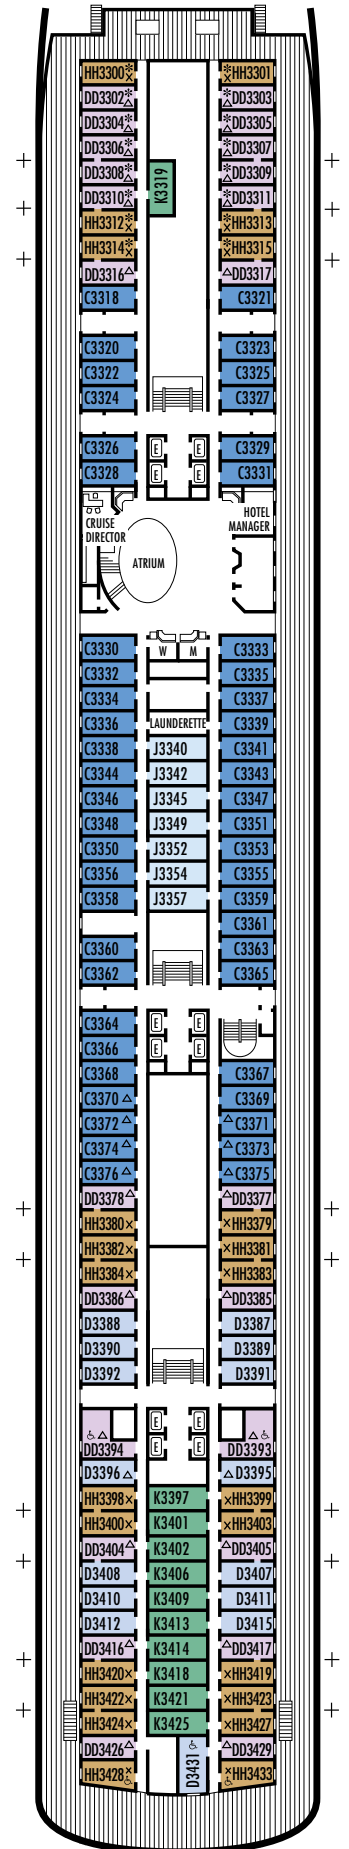 HH3300 HH3301
DD3302 DD3303
DD3304 DD3305
DD3306 DD3307
DD3308 K3319 DD3309
DD3310 DD3311
HH3312 HH3313
HH3314 HH3315
DD3316 DD3317
C3318 C3321
C3320 C3323
C3322 C3325
C3324 C3327
C3326 E E C3329
C3328 E E C3331
CRUISE DIRECTOR HOTEL MANAGER
ATRIUM
C3330 W M C3333
C3332 C3335
C3334 C3337
C3336 LAUNDERETTE C3339
C3338 J3340 C3341
C3344 J3342 C3343
C3346 J3345 C3347
C3348 J3349 C3351
C3350 J3352 C3353
C3356 J3354 C3355
C3358 J3357 C3359
C3361
C3360 C3363
C3362 C3365
C3364 E E
C3366 E E
C3368 C3367
C3370 C3369
C3372 C3371
C3374 C3373
C3376 C3375
DD3378 DD3377
HH3380 HH3379
HH3382 HH3381
HH3384 HH3383
DD3386 DD3385
D3388 D3387
D3390 D3389
D3392 D3391
E E
DD3394 E E DD3393
D3396 D3395
HH3398 K3397 HH3399
HH3400 K3401 HH3403
DD3404 K3402 DD3405
D3408 K3406 D3407
D3410 K3409 D3411
D3412 K3413 D3415
DD3416 K3414 DD3417
HH3420 K3418 HH3419
HH3422 K3421 HH3423
HH3424 K3425 HH3427
DD3426 D3431 DD3429
HH3428 HH3433